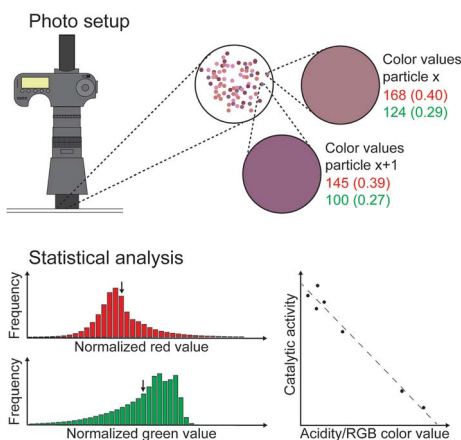 Photo setup
Color values
particle x
168 (0.40)
124 (0.29)
Color values
particle x+1
145 (0.39)
100 (0.27)
Statistical analysis
Frequency
Normalized red value
Frequency
Normalized green value
Catalytic activity
Acidity/RGB color value